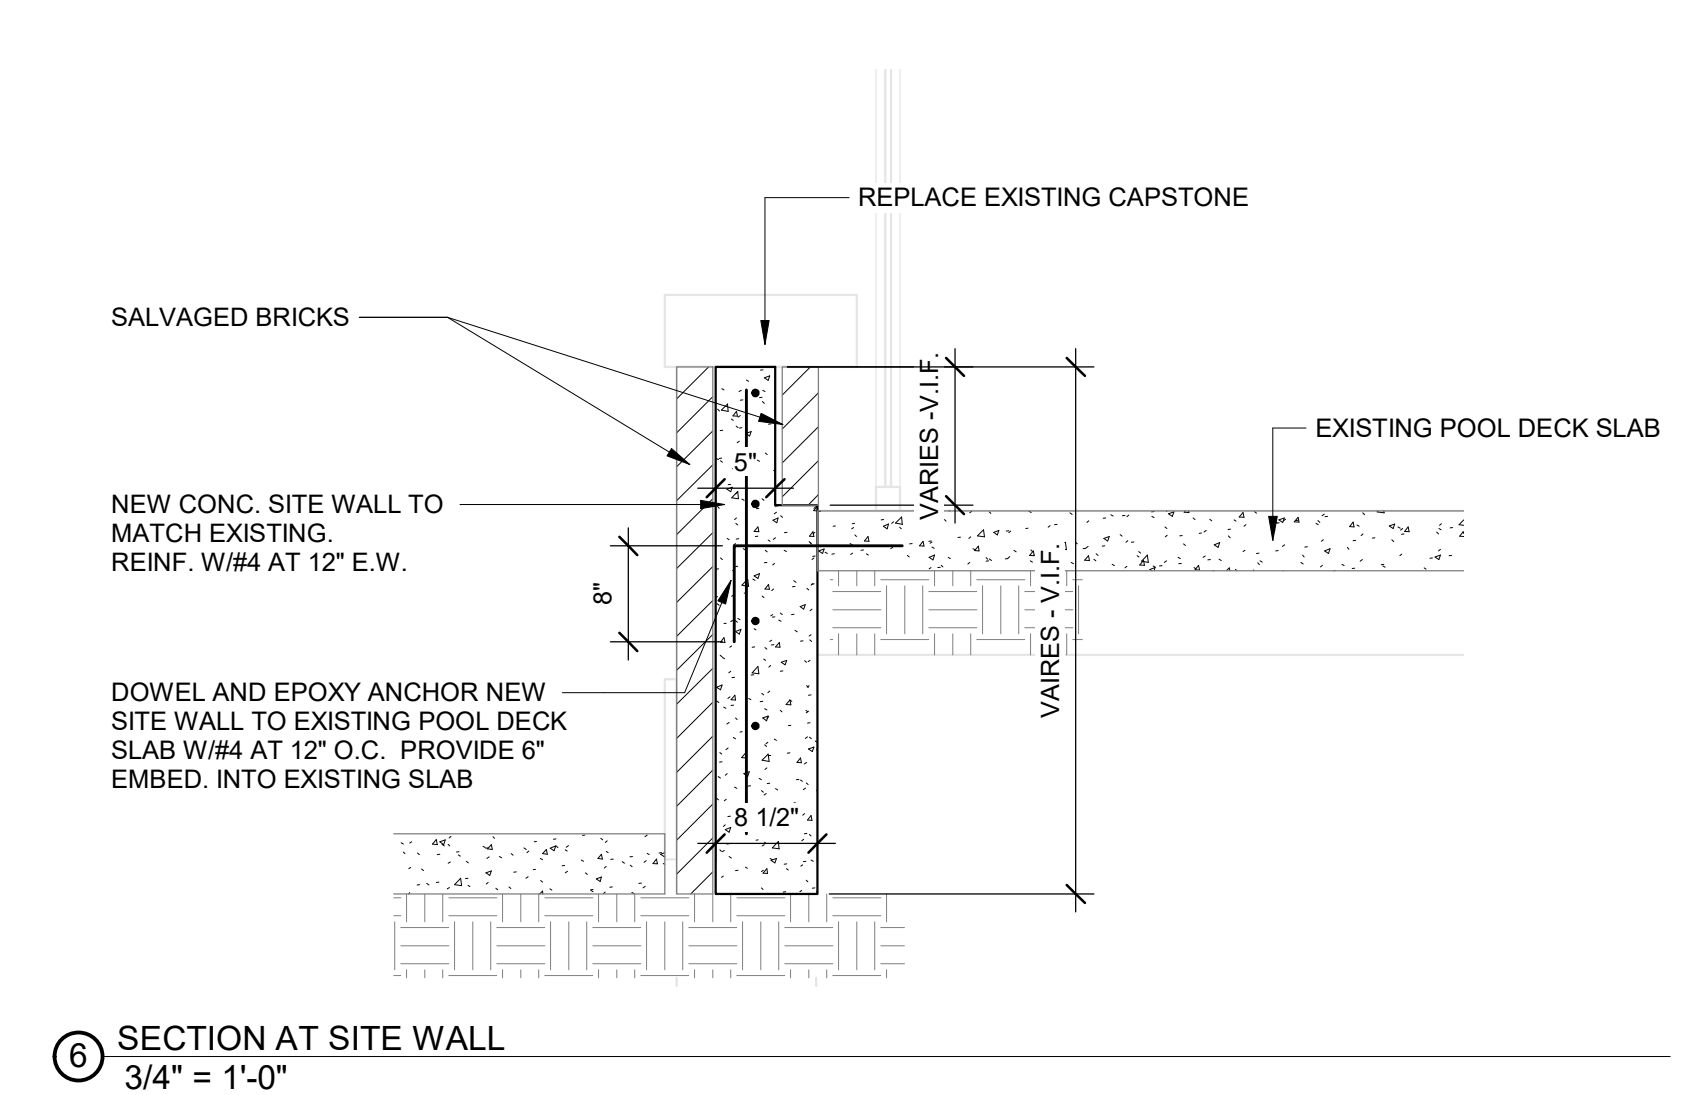 REPLACE EXISTING CAPSTONE
SALVAGED BRICKS
VARIES -V.I.F.
EXISTING POOL DECK SLAB
5"
NEW CONC. SITE WALL TO
MATCH EXISTING.
REINF. W/#4 AT 12" E.W.
8"
VAIRES - V.I.F.
DOWEL AND EPOXY ANCHOR NEW
SITE WALL TO EXISTING POOL DECK
SLAB W/#4 AT 12" O.C. PROVIDE 6"
EMBED. INTO EXISTING SLAB
8 1/2"
6
SECTION AT SITE WALL
3/4" = 1'-0"